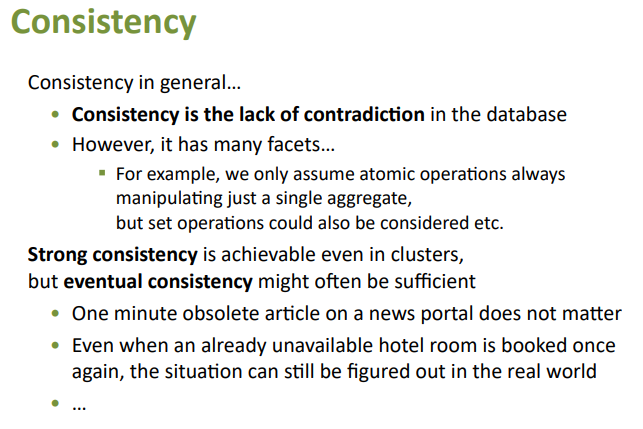 Consistency
Consistency in general…
• Consistency is the lack of contradiction in the database
• However, it has many facets…
▪ For example, we only assume atomic operations always
manipulating just a single aggregate,
but set operations could also be considered etc.
Strong consistency is achievable even in clusters,
but eventual consistency might often be sufficient
• One minute obsolete article on a news portal does not matter
• Even when an already unavailable hotel room is booked once
again, the situation can still be figured out in the real world
• …